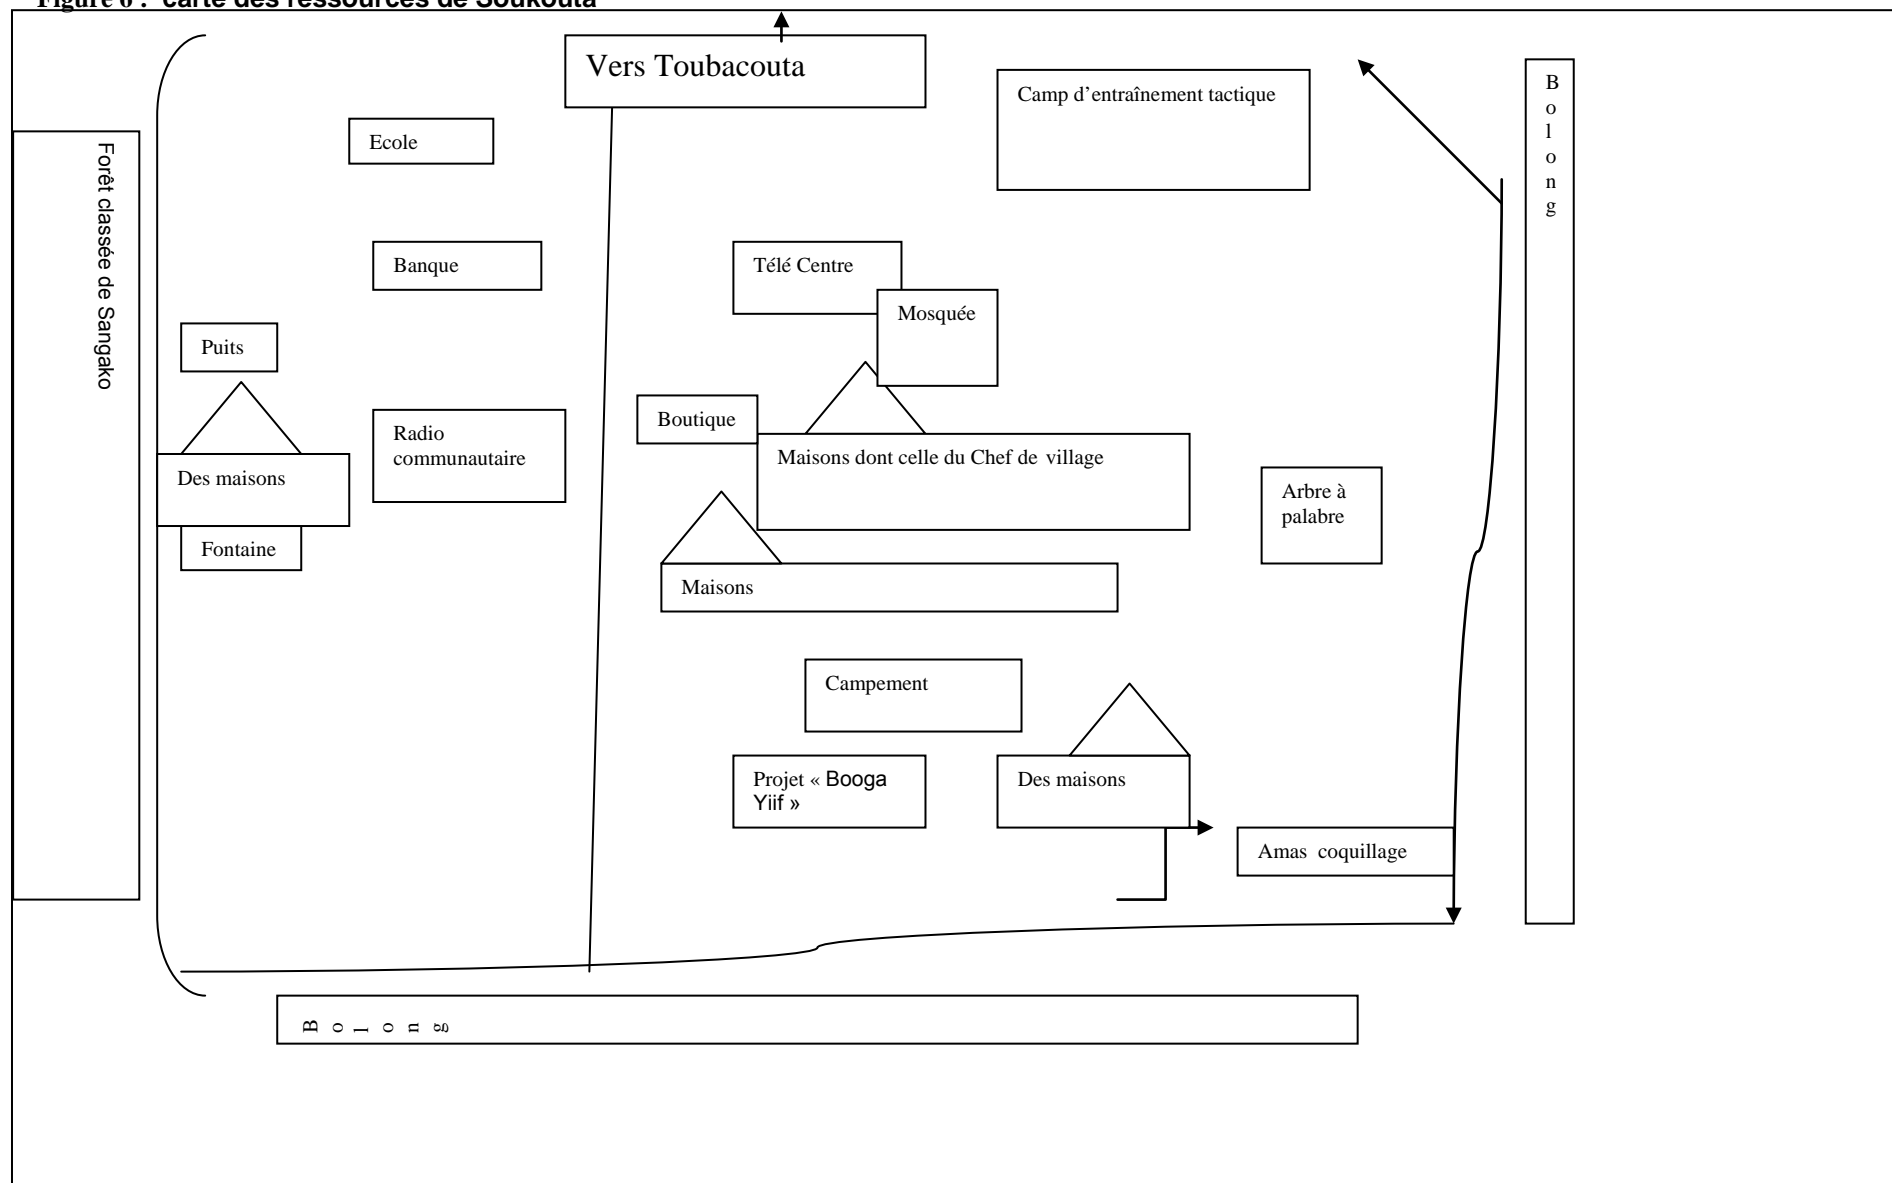 Figure 6 : carte des ressources de Soukouta
Vers Toubacouta
Camp d’entraînement tactique
Bolong
Ecole
Forêt classée de Sangako
Banque
Télé Centre
Mosquée
Puits
Boutique
Radio
communautaire
Maisons dont celle du Chef de village
Des maisons
Arbre à
palabre
Fontaine
Maisons
Campement
Projet « Booga
Yiif »
Des maisons
Amas coquillage
Bolong